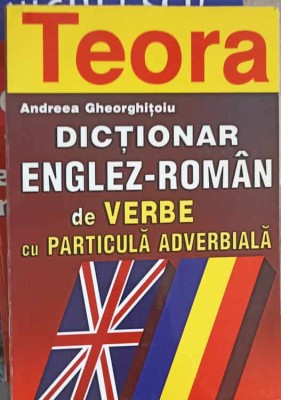 Teora
Andreea Gheorghițoiu
DICȚIONAR
ENGLEZ-ROMÂN
de VERBE
cu PARTICULĂ ADVERBIALĂ